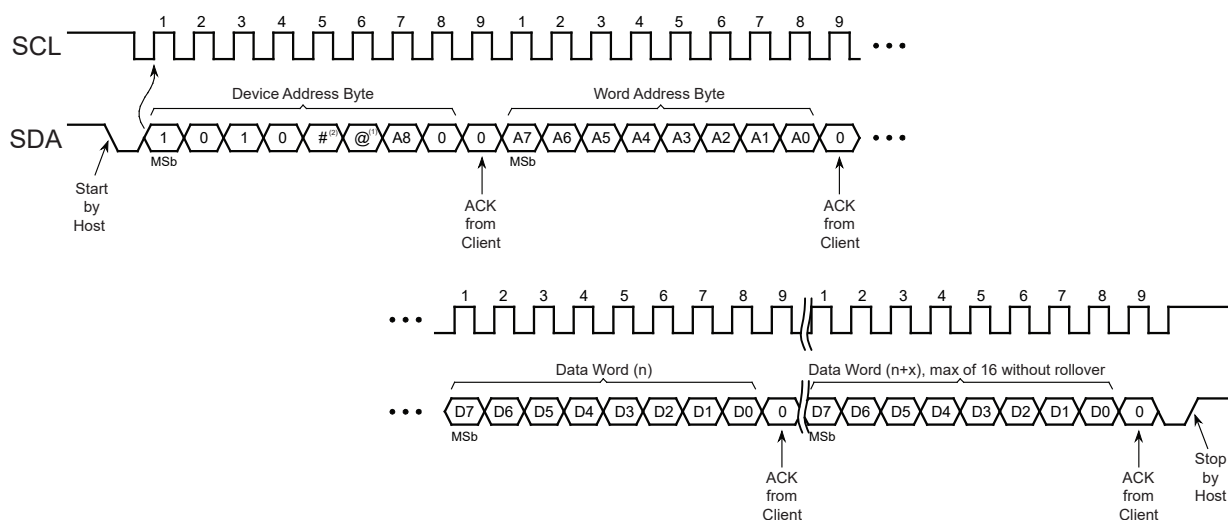 1 2 3 4 5 6 7 8 9 1 2 3 4 5 6 7 8 9
SCL
Device Address Byte Word Address Byte
SDA 1 0 1 0 #(2) @(1) A8 0 0 A7 A6 A5 A4 A3 A2 A1 A0 0
MSb MSb
Start
by
Host
ACK
from
Client
ACK
from
Client
1 2 3 4 5 6 7 8 9 1 2 3 4 5 6 7 8 9
Data Word (n) Data Word (n+x), max of 16 without rollover
D7 D6 D5 D4 D3 D2 D1 D0 0 D7 D6 D5 D4 D3 D2 D1 D0 0
MSb MSb
ACK
from
Client
ACK
from
Client
Stop
by
Host